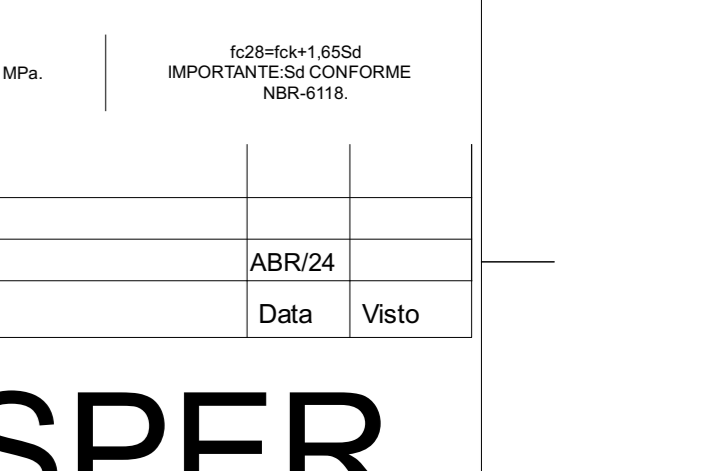 MPa.
fc28=fck+1,65Sd
IMPORTANTE:Sd CONFORME
NBR-6118.
ABR/24
Data Visto
SPER